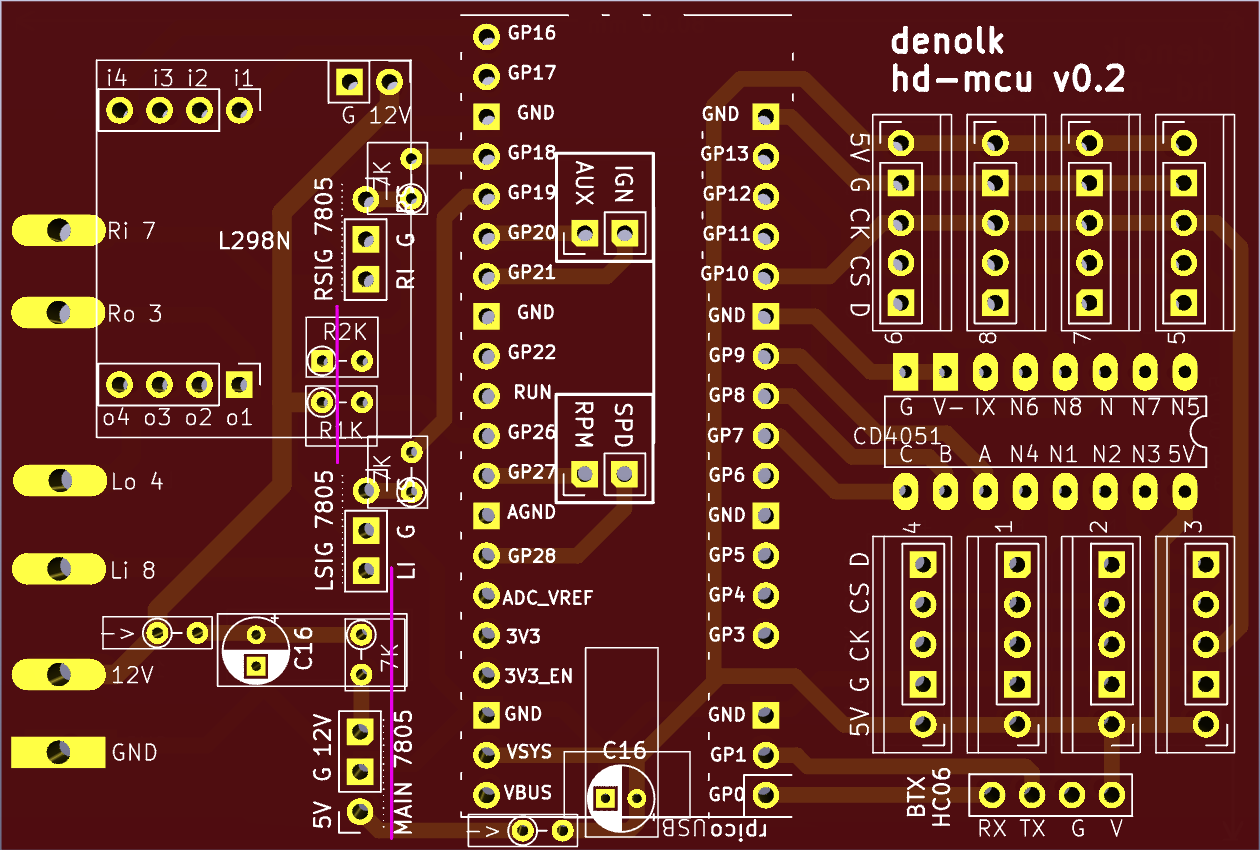 denolk
hd-mcu v0.2
i4 i3 i2 i1
G 12V
7K
L298N
RSIG 7805
RI G
Ri 7
Ro 3
R2K
R1K
o4 o3 o2 o1
7K
LSIG 7805
LI G
Lo 4
Li 8
12V
GND
->
+
C16
7K
5V G 12V
MAIN 7805
GP16
GP17
GND
GP18
GP19
GP20
GP21
GND
GP22
RUN
GP26
GP27
AGND
GP28
ADC_VREF
3V3
3V3_EN
GND
VSYS
VBUS
AUX IGN
RPM SPD
GND
GP13
GP12
GP11
GP10
GND
GP9
GP8
GP7
GP6
GND
GP5
GP4
GP3
GND
GP1
GP0
C16
->
USB
rpico
5V G CK CS D
6 8 7 5
G V- IX N6 N8 N N7 N5
CD4051
C B A N4 N1 N2 N3 5V
4 1 2 3
5V G CK CS D
BTX
HC06
RX TX G V